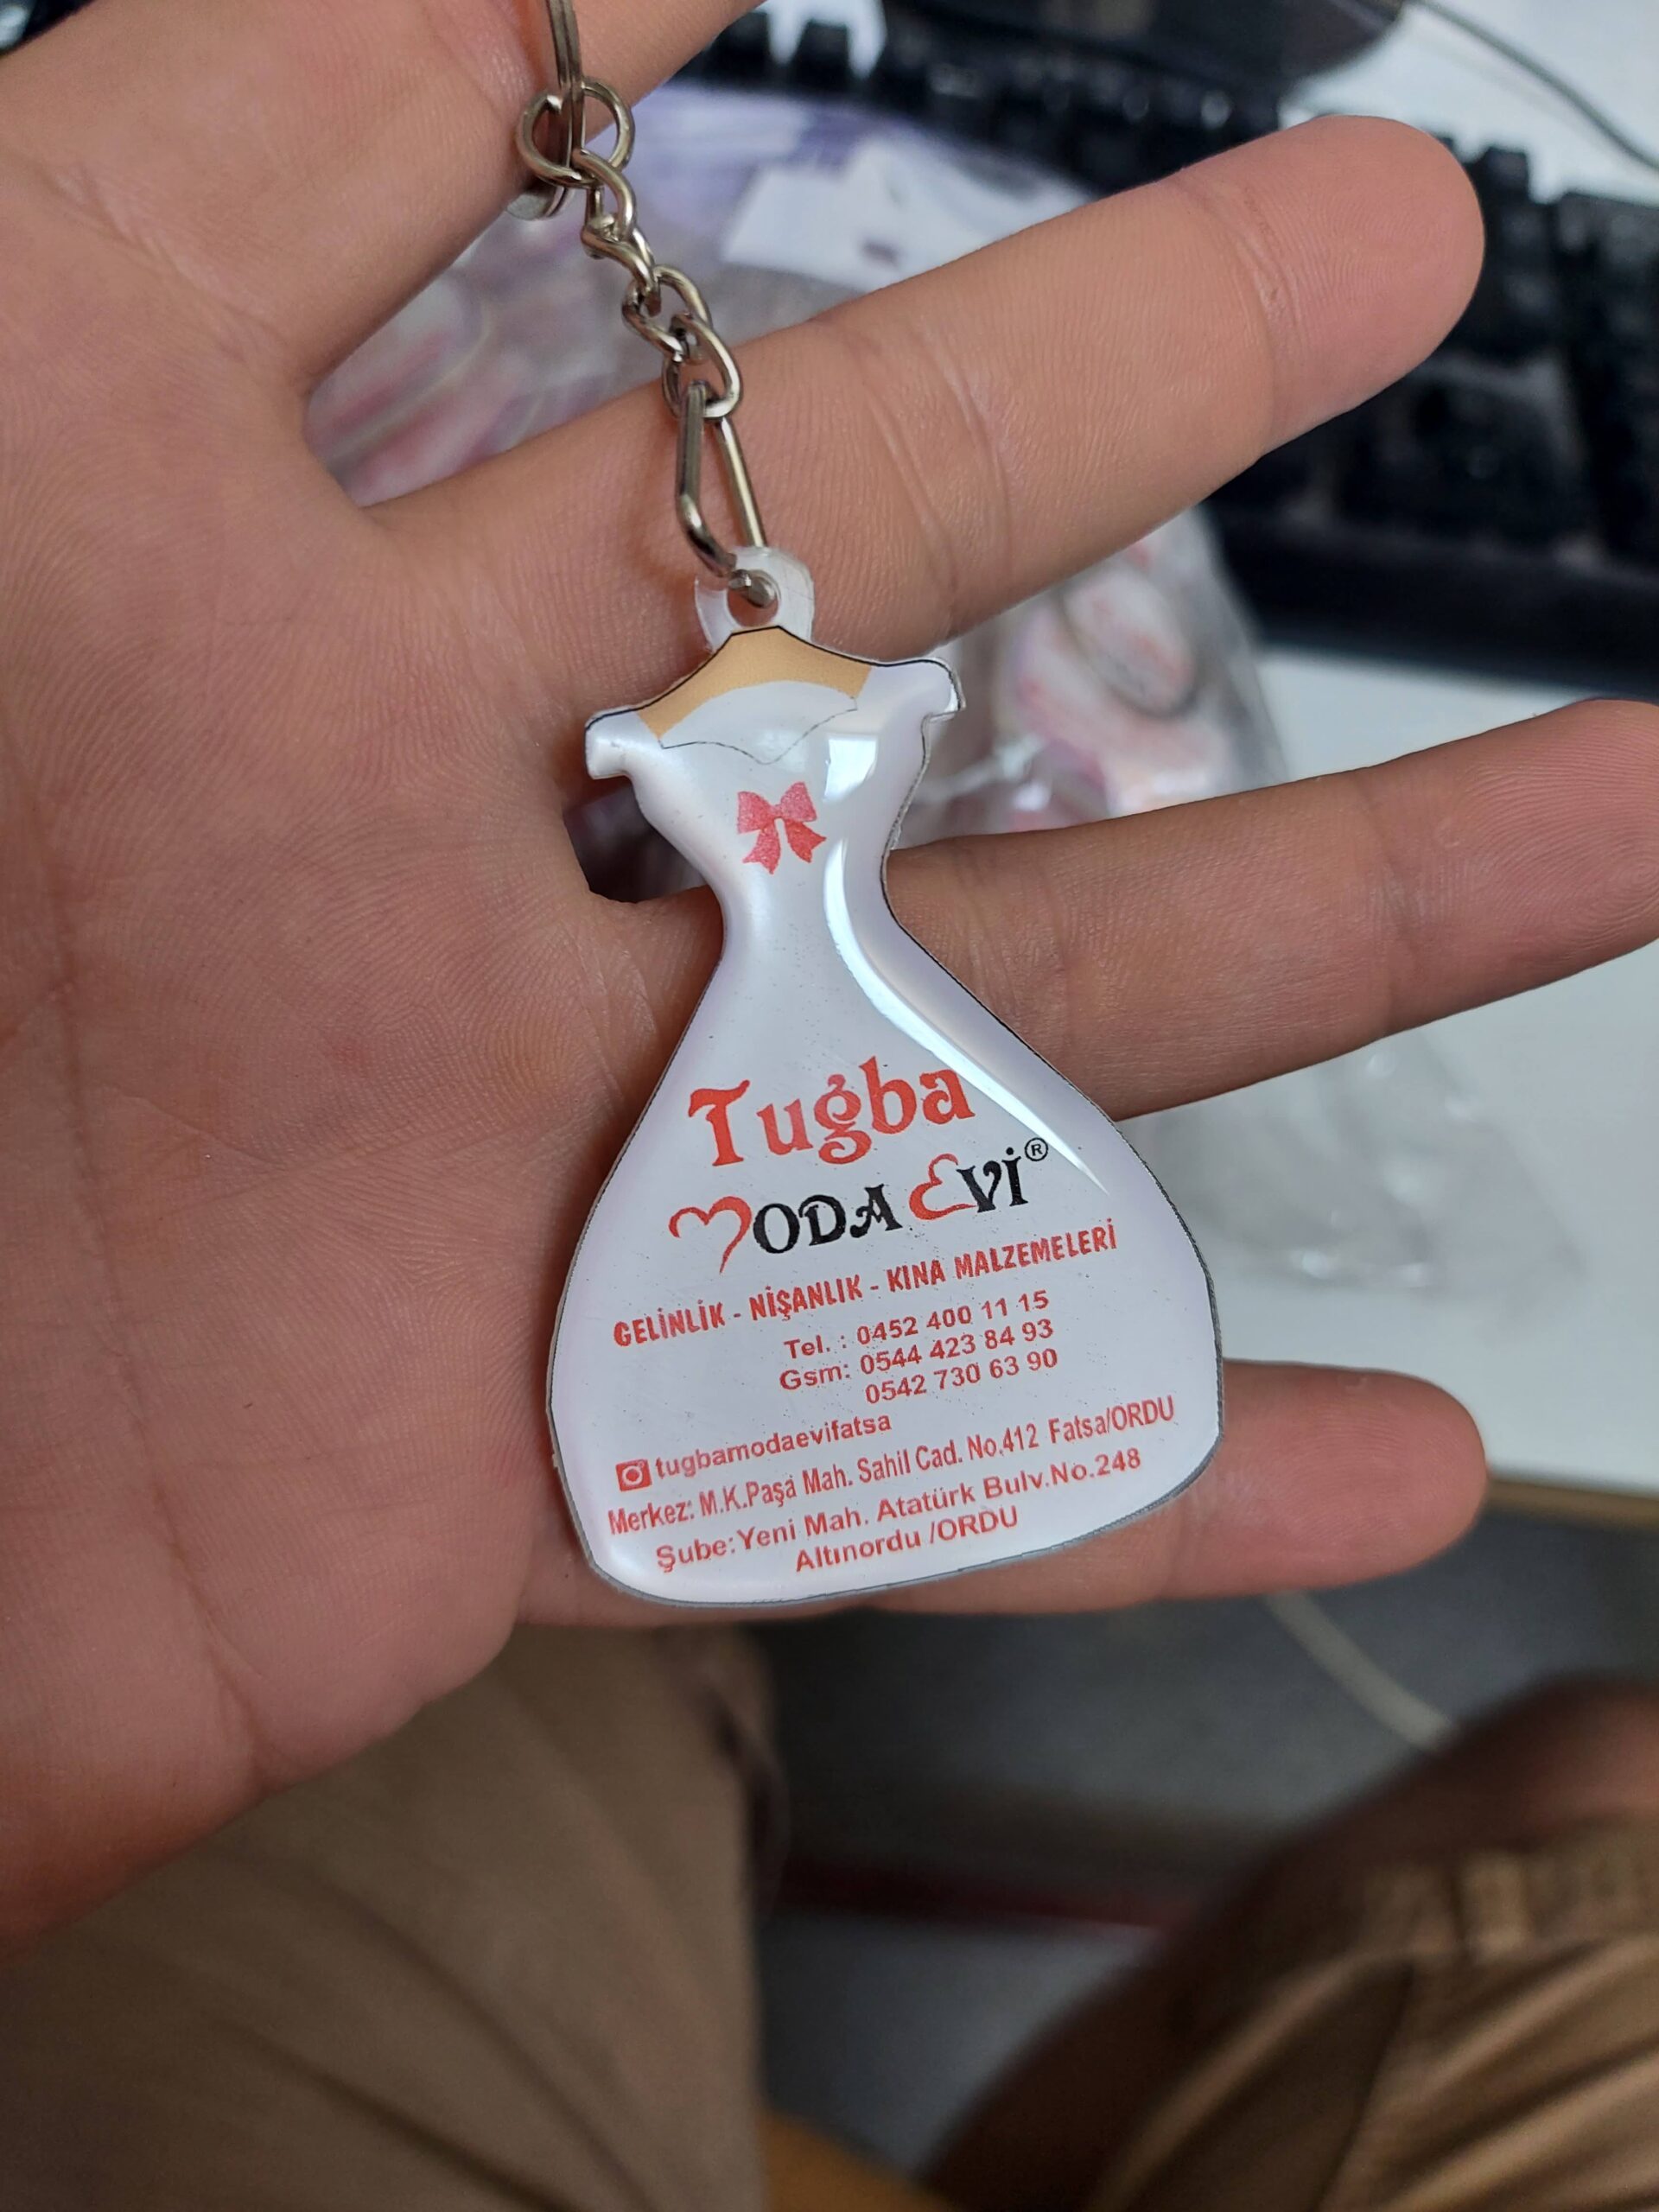 Tuğba
MODA EVİ®
GELİNLİK - NİŞANLIK - KINA MALZEMELERİ
Tel. : 0452 400 11 15
Gsm: 0544 423 84 93
0542 730 63 90
tugbamodaevifatsa
Merkez: M.K.Paşa Mah. Sahil Cad. No.412 Fatsa/ORDU
Şube:Yeni Mah. Atatürk Bulv.No.248
Altınordu /ORDU